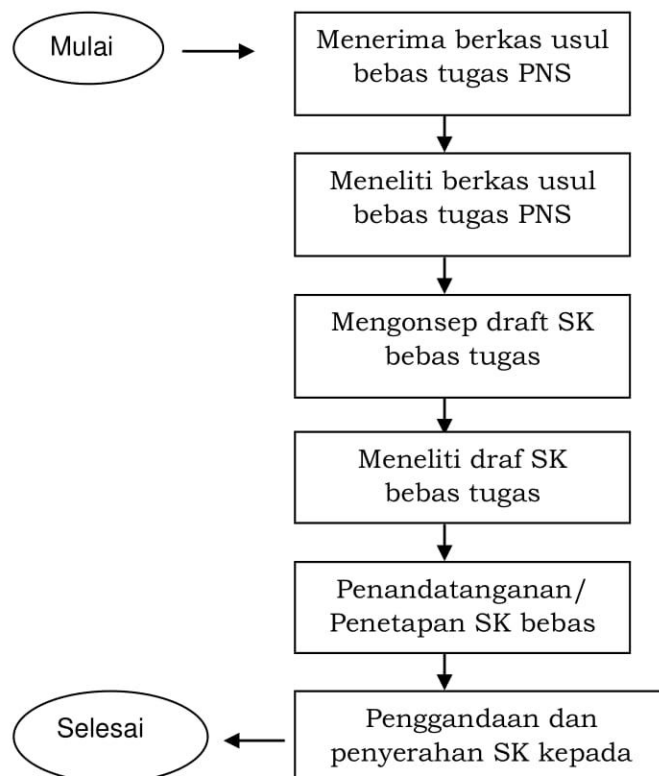 Mulai
Menerima berkas usul
bebas tugas PNS
Meneliti berkas usul
bebas tugas PNS
Mengonsep draft SK
bebas tugas
Meneliti draf SK
bebas tugas
Penandatanganan/
Penetapan SK bebas
Selesai
Penggandaan dan
penyerahan SK kepada